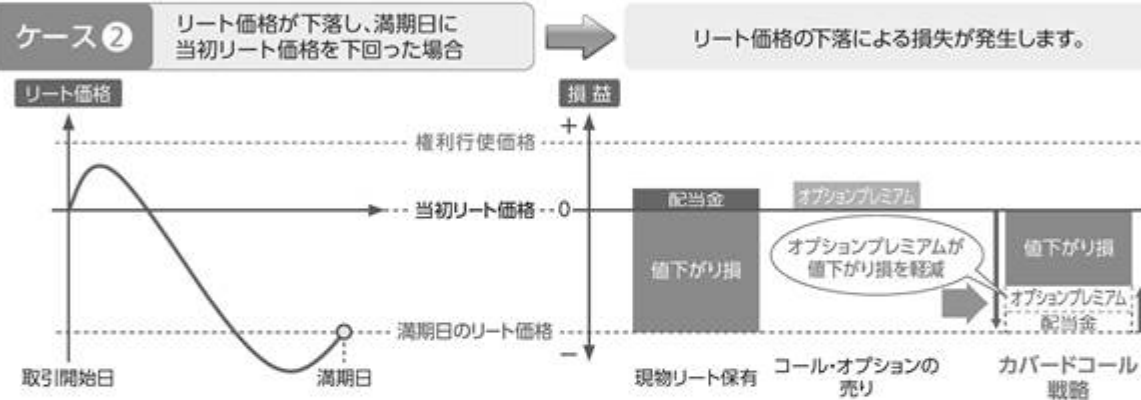 ケース❷
リート価格が下落し、満期日に
当初リート価格を下回った場合
リート価格の下落による損失が発生します。
リート価格
損益
+
権利行使価格
当初リート価格
0
満期日のリート価格
−
取引開始日
満期日
配当金
値下がり損
オプションプレミアム
オプションプレミアムが
値下がり損を軽減
値下がり損
オプションプレミアム
配当金
現物リート保有
コール・オプションの
売り
カバードコール
戦略